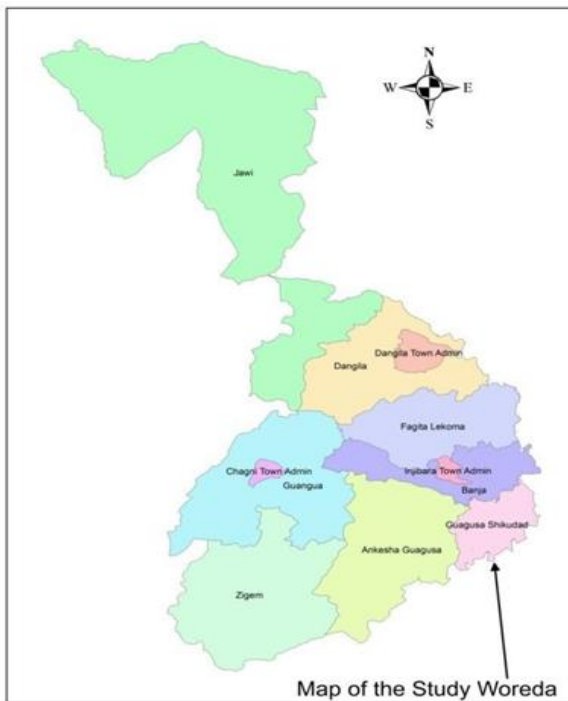 N
W E
S
Jawi
Dangila Town Admin
Dangila
Fagita Lekoma
Chagni Town Admin
Injibara Town Admin
Guangua
Banja
Guagusa Shikudad
Ankesha Guagusa
Zigem
Map of the Study Woreda